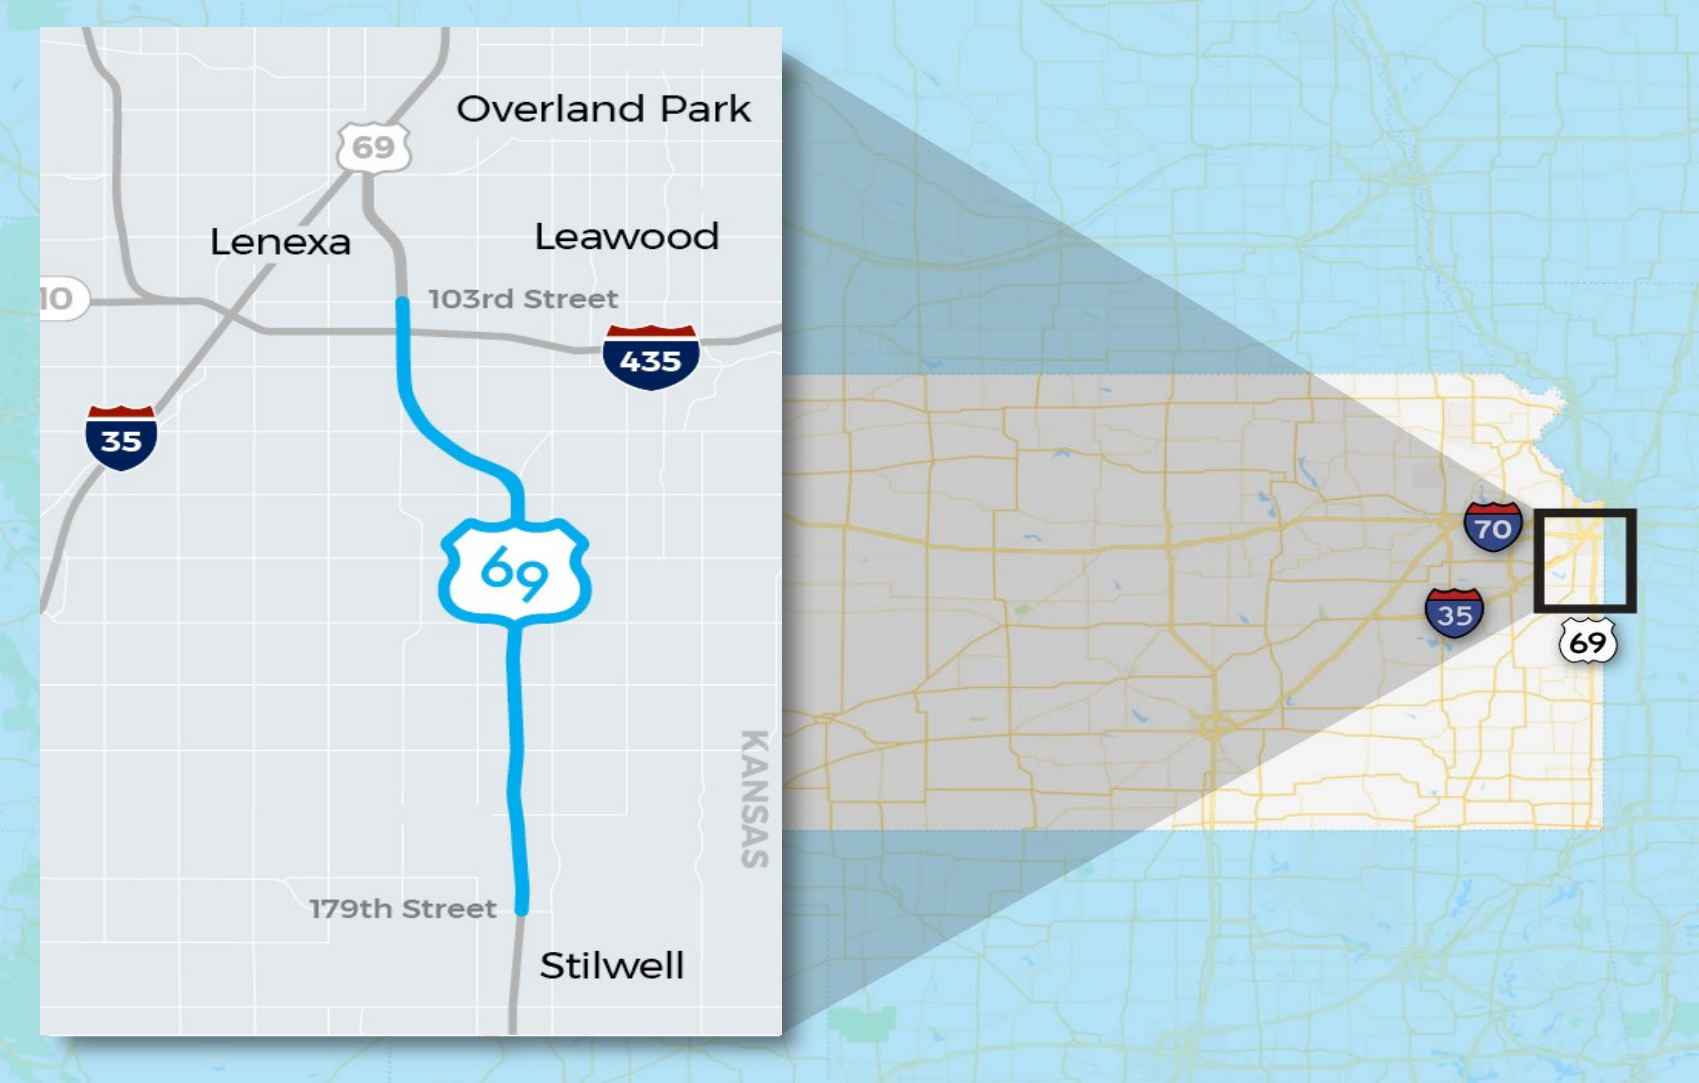 Overland Park
69
Lenexa
Leawood
10
103rd Street
435
35
69
KANSAS
179th Street
Stilwell
70
35
69